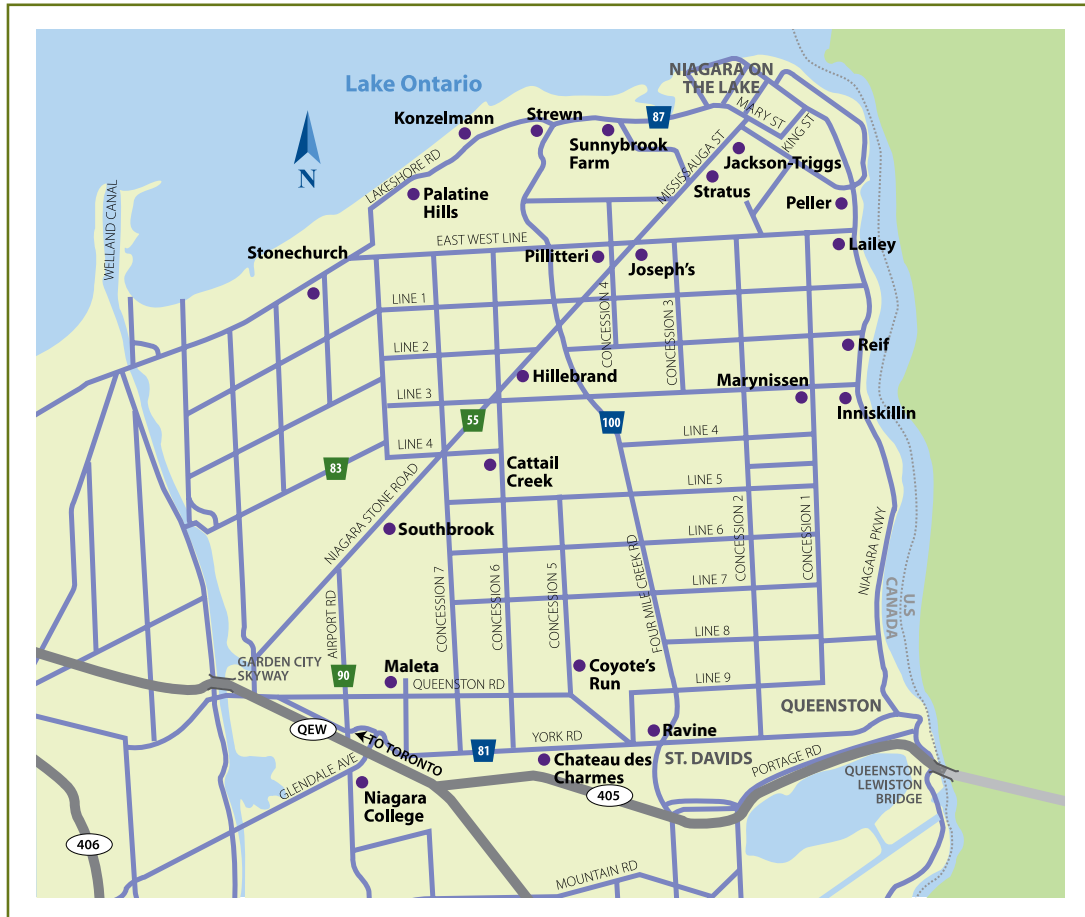 Lake Ontario
NIAGARA ON
THE LAKE
MARY ST
KING ST
87
Konzelmann
Strewn
Sunnybrook
Farm
MISSISSAUGA ST
Jackson-Triggs
Stratus
N
LAKESHORE RD
Palatine
Hills
Peller
WELLAND CANAL
Stonechurch
EAST WEST LINE
Pillitteri
Joseph's
Lailey
LINE 1
CONCESSION 4
CONCESSION 3
LINE 2
Reif
Hillebrand
Marynissen
Inniskillin
LINE 3
55
100
LINE 4
LINE 4
83
Cattail
Creek
LINE 5
NIAGARA STONE ROAD
Southbrook
LINE 6
CONCESSION 2
CONCESSION 1
NIAGARA PKWY
CONCESSION 7
CONCESSION 6
CONCESSION 5
FOUR MILE CREEK RD
LINE 7
CANADA
U.S
AIRPORT RD
LINE 8
GARDEN CITY
SKYWAY
90
Maleta
QUEENSTON RD
Coyote's
Run
LINE 9
QUEENSTON
QEW
TO TORONTO
81
YORK RD
Ravine
ST. DAVIDS
Chateau des
Charmes
PORTAGE RD
GLENDALE AVE
Niagara
College
405
QUEENSTON
LEWISTON
BRIDGE
406
MOUNTAIN RD